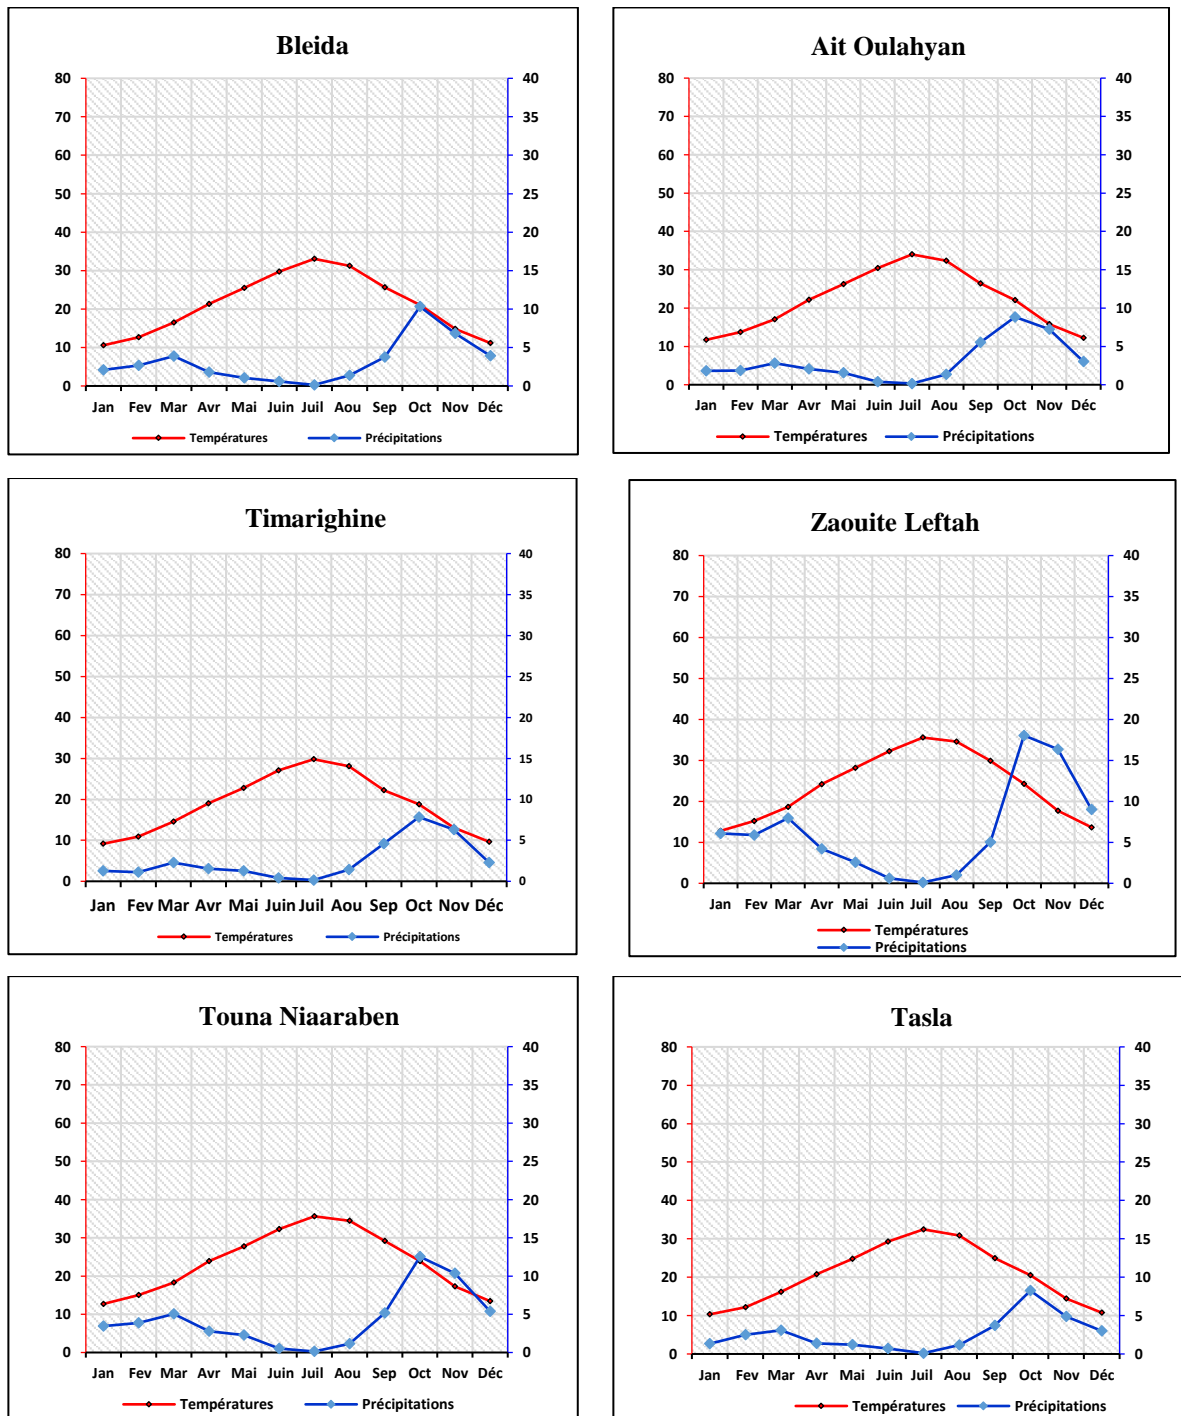 Bleida
80 40
70 35
60 30
50 25
40 20
30 15
20 10
10 5
0 0
Jan Fev Mar Avr Mai Juin Juil Aou Sep Oct Nov Déc
Températures Précipitations
Ait Oulahyan
80 40
70 35
60 30
50 25
40 20
30 15
20 10
10 5
0 0
Jan Fev Mar Avr Mai Juin Juil Aou Sep Oct Nov Déc
Températures Précipitations
Timarighine
80 40
70 35
60 30
50 25
40 20
30 15
20 10
10 5
0 0
Jan Fev Mar Avr Mai Juin Juil Aou Sep Oct Nov Déc
Températures Précipitations
Zaouite Leftah
80 40
70 35
60 30
50 25
40 20
30 15
20 10
10 5
0 0
Jan Fev Mar Avr Mai Juin Juil Aou Sep Oct Nov Déc
Températures
Précipitations
Touna Niaaraben
80 40
70 35
60 30
50 25
40 20
30 15
20 10
10 5
0 0
Jan Fev Mar Avr Mai Juin Juil Aou Sep Oct Nov Déc
Températures Précipitations
Tasla
80 40
70 35
60 30
50 25
40 20
30 15
20 10
10 5
0 0
Jan Fev Mar Avr Mai Juin Juil Aou Sep Oct Nov Déc
Températures Précipitations